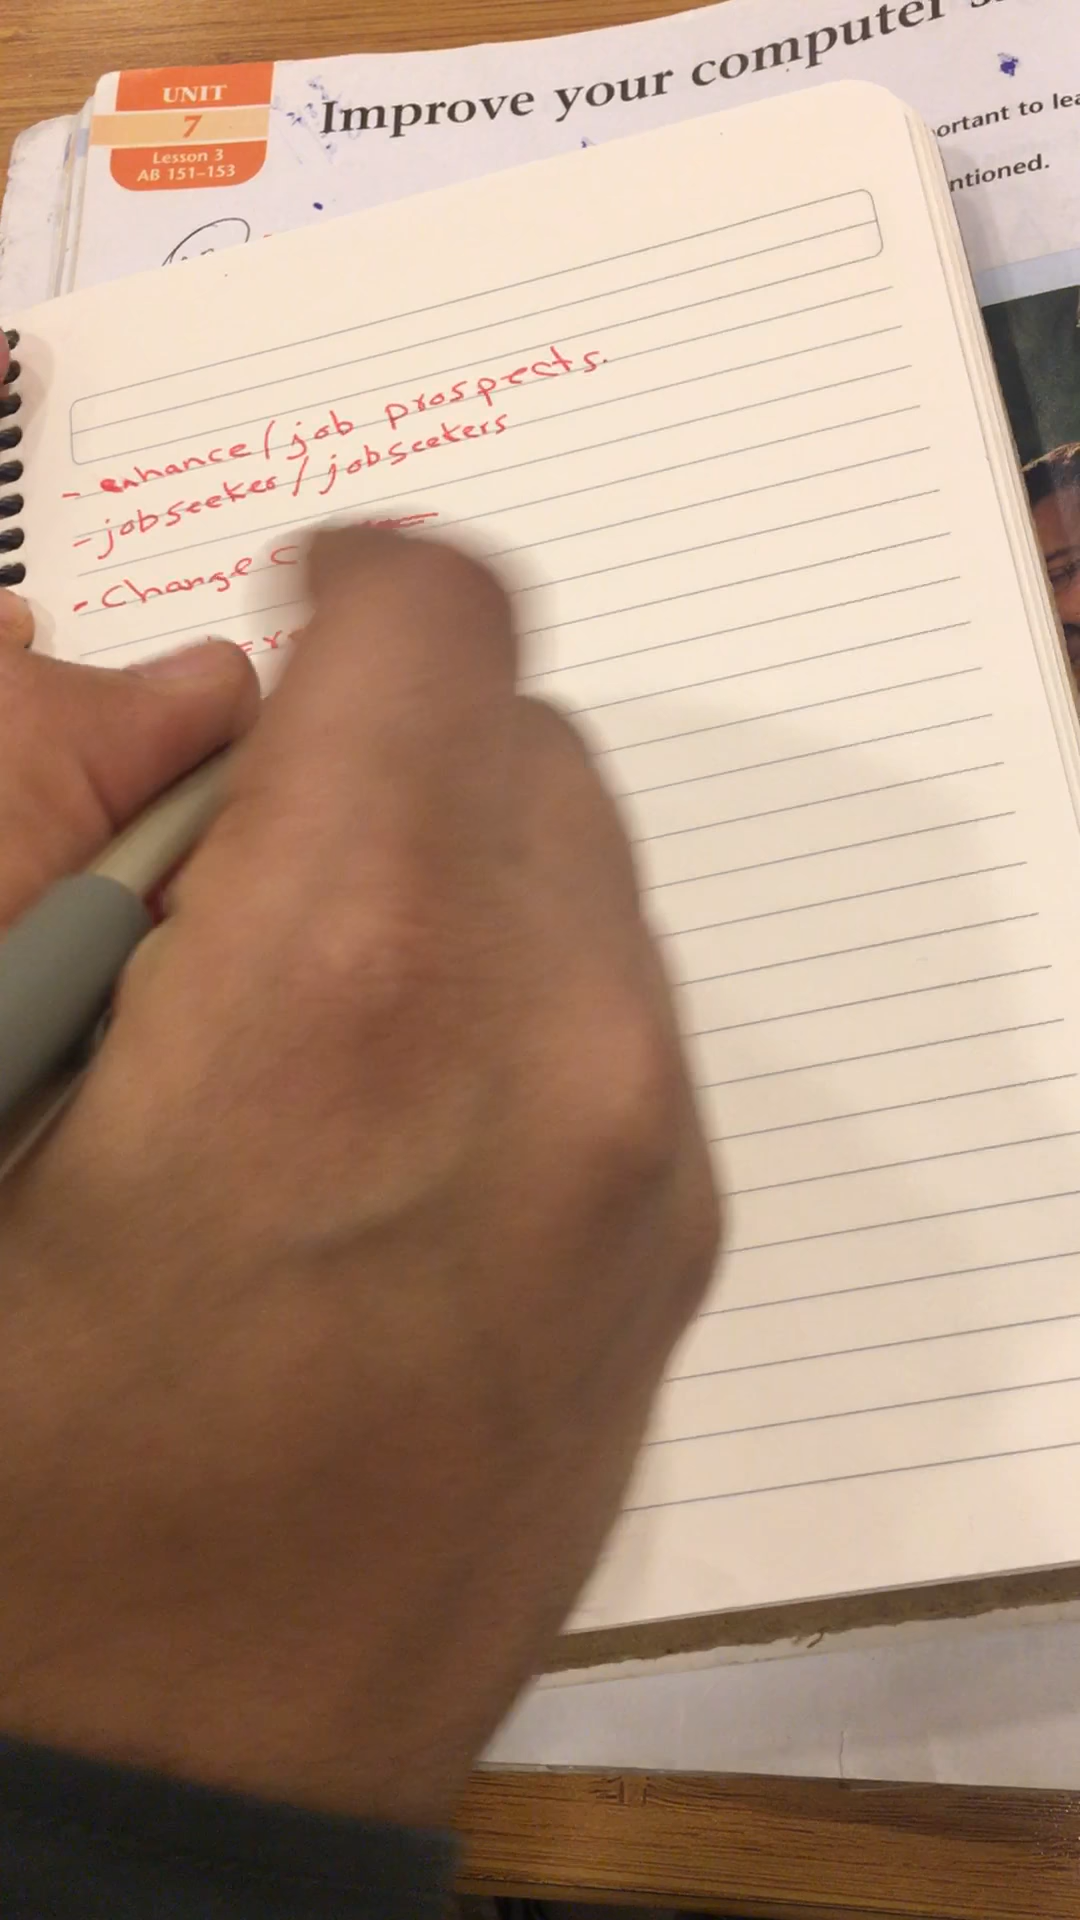 UNIT
7
Lesson 3
AB 151–153
Improve your computer
ortant to lea
ntioned.
- enhance / job prospects.
- jobseeker / jobseekers
- Change C